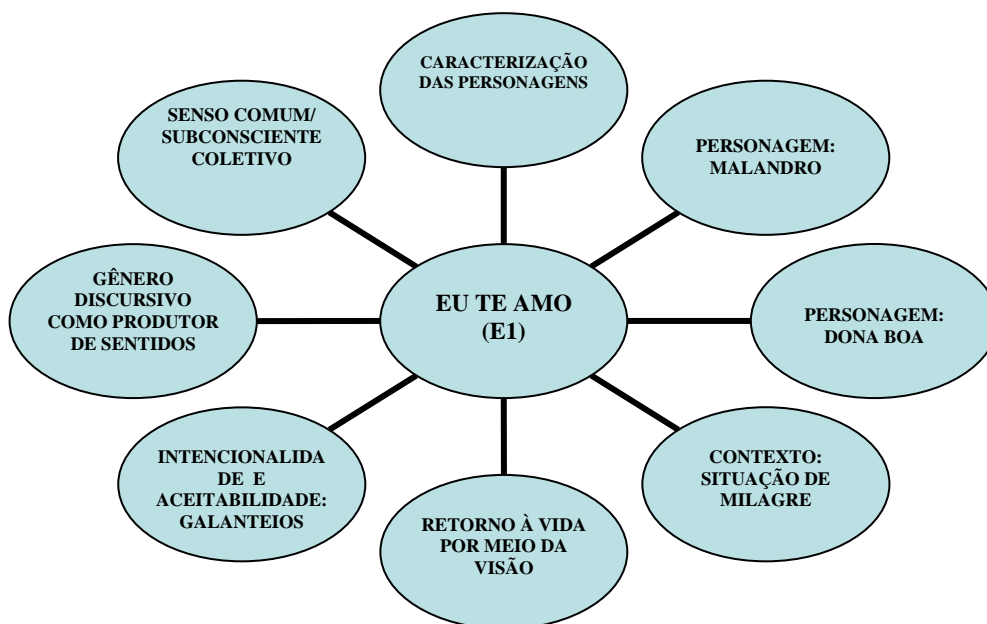 CARACTERIZAÇÃO
DAS PERSONAGENS
SENSO COMUM/
SUBCONSCIENTE
COLETIVO
PERSONAGEM:
MALANDRO
GÊNERO
DISCURSIVO
COMO PRODUTOR
DE SENTIDOS
EU TE AMO
(E1)
PERSONAGEM:
DONA BOA
INTENCIONALIDA
DE E
ACEITABILIDADE:
GALANTEIOS
CONTEXTO:
SITUAÇÃO DE
MILAGRE
RETORNO À VIDA
POR MEIO DA
VISÃO